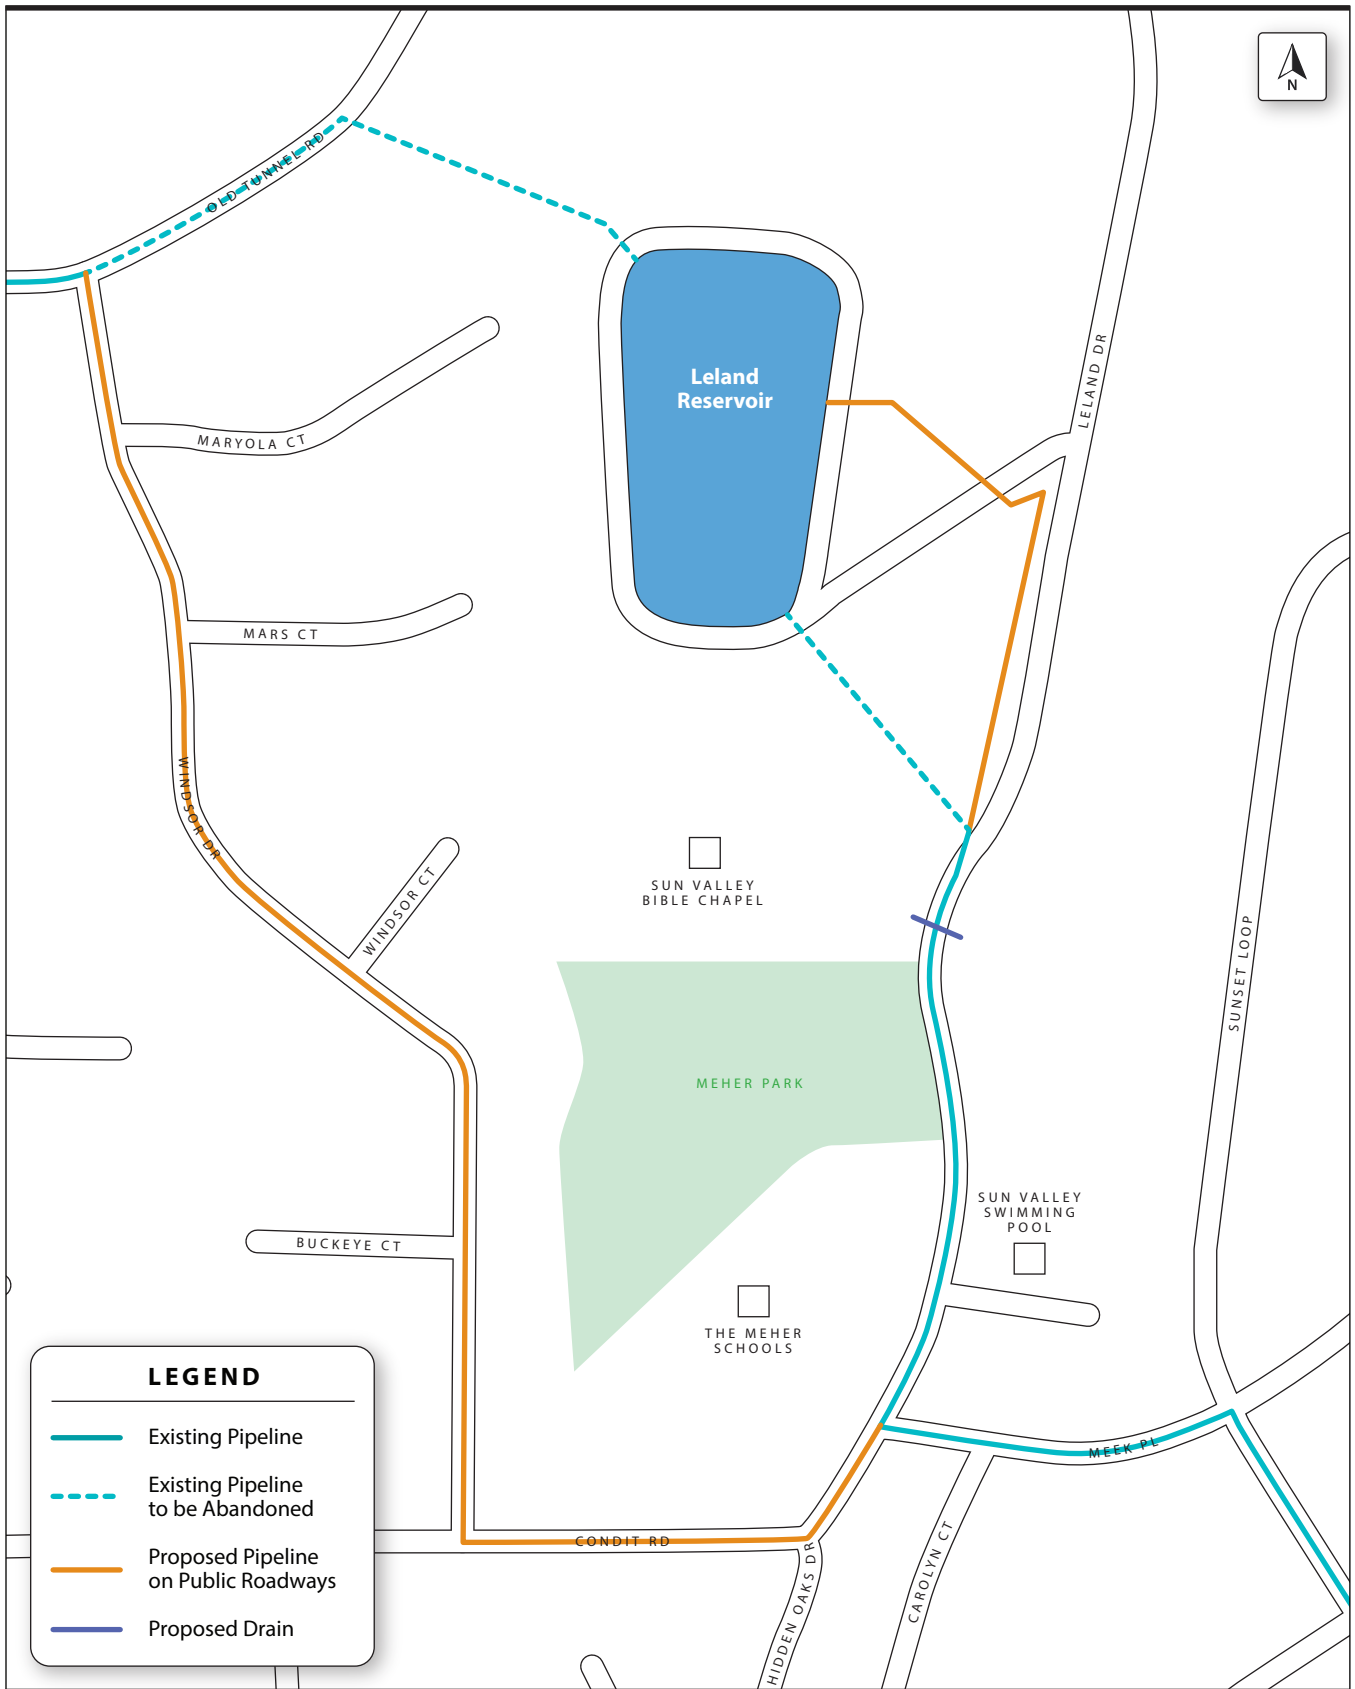 N
OLD TUNNEL RD
LELAND DR
Leland
Reservoir
MARYOLA CT
MARS CT
WINDSOR DR
WINDSOR CT
SUN VALLEY
BIBLE CHAPEL
SUNSET LOOP
MEHER PARK
SUN VALLEY
SWIMMING
POOL
BUCKEYE CT
THE MEHER
SCHOOLS
MEEK PL
CONDIT RD
HIDDEN OAKS DR
CAROLYN CT
LEGEND
Existing Pipeline
Existing Pipeline
to be Abandoned
Proposed Pipeline
on Public Roadways
Proposed Drain